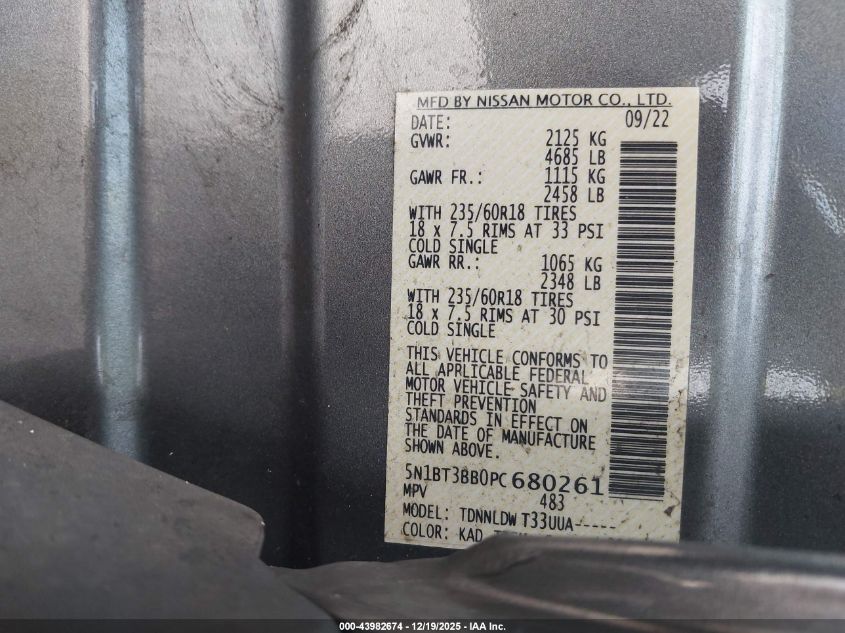 MFD BY NISSAN MOTOR CO., LTD.
DATE: 09/22
GVWR: 2125 KG
4685 LB
GAWR FR.: 1115 KG
2458 LB
WITH 235/60R18 TIRES
18 x 7.5 RIMS AT 33 PSI
COLD SINGLE
GAWR RR.: 1065 KG
2348 LB
WITH 235/60R18 TIRES
18 x 7.5 RIMS AT 30 PSI
COLD SINGLE
THIS VEHICLE CONFORMS TO
ALL APPLICABLE FEDERAL
MOTOR VEHICLE SAFETY AND
THEFT PREVENTION
STANDARDS IN EFFECT ON
THE DATE OF MANUFACTURE
SHOWN ABOVE.
5N1BT3BB0PC680261
MPV 483
MODEL: TDNNLDW T33UUA-----
COLOR: KAD
000-43982674 - 12/19/2025 - IAA Inc.